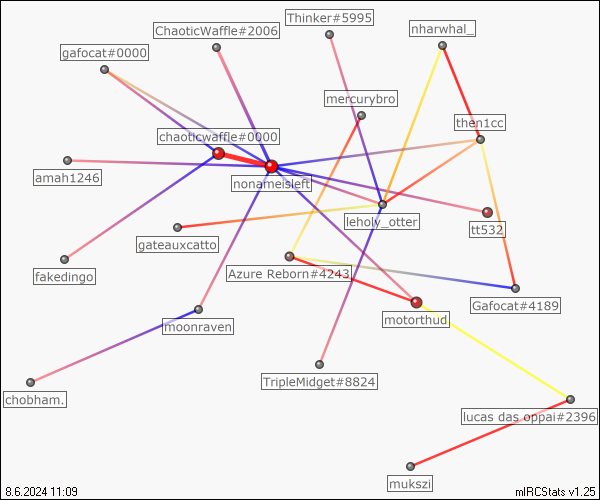 Thinker#5995
ChaoticWaffle#2006
nharwhal_
gafocat#0000
mercurybro
then1cc
chaoticwaffle#0000
amah1246
nonameisleft
leholy_otter
tt532
gateauxcatto
fakedingo
Azure Reborn#4243
Gafocat#4189
moonraven
motorthud
TripleMidget#8824
chobham.
lucas das oppai#2396
mukszi
8.6.2024 11:09
mIRCStats v1.25